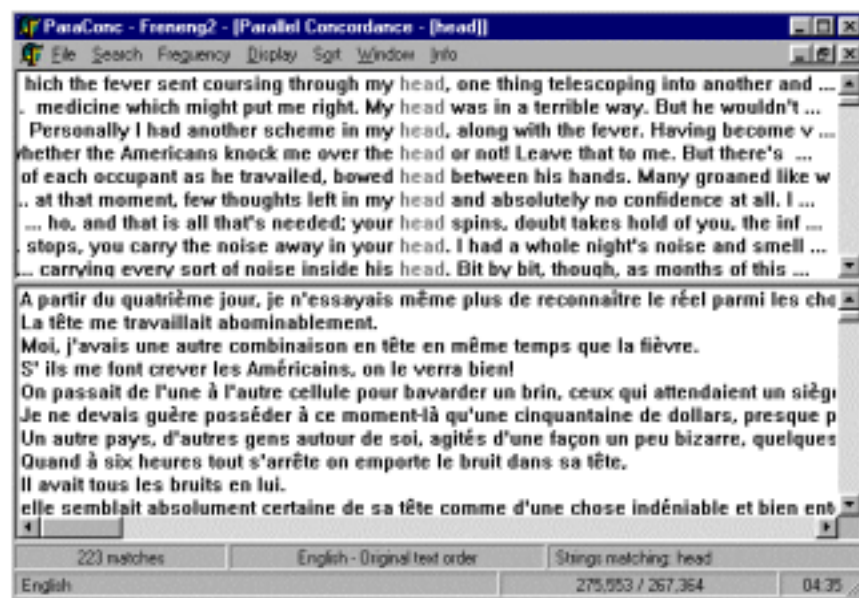 ParaConc - Freneng2 - [Parallel Concordance - [head]]
File Search Frequency Display Sort Window Info
hich the fever sent coursing through my head, one thing telescoping into another and ...
. medicine which might put me right. My head was in a terrible way. But he wouldn't ...
Personally I had another scheme in my head, along with the fever. Having become v ...
hether the Americans knock me over the head or not! Leave that to me. But there's ...
of each occupant as he travailed, bowed head between his hands. Many groaned like w
.. at that moment, few thoughts left in my head and absolutely no confidence at all. I ...
... ho, and that is all that's needed; your head spins, doubt takes hold of you, the inf ...
. stops, you carry the noise away in your head. I had a whole night's noise and smell ...
... carrying every sort of noise inside his head. Bit by bit, though, as months of this ...
A partir du quatrième jour, je n'essayais même plus de reconnaître le réel parmi les cho
La tête me travaillait abominablement.
Moi, j'avais une autre combinaison en tête en même temps que la fièvre.
S' ils me font crever les Américains, on le verra bien!
On passait de l'une à l'autre cellule pour bavarder un brin, ceux qui attendaient un siège
Je ne devais guère posséder à ce moment-là qu'une cinquantaine de dollars, presque p
Un autre pays, d'autres gens autour de soi, agités d'une façon un peu bizarre, quelques
Quand à six heures tout s'arrête on emporte le bruit dans sa tête,
Il avait tous les bruits en lui.
elle semblait absolument certaine de sa tête comme d'une chose indéniable et bien ent
223 matches English - Original text order Strings matching: head
English 275,553 / 267,364 04:35